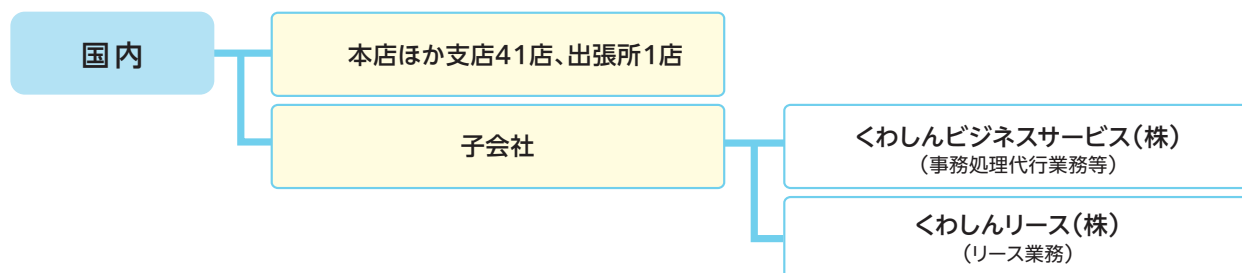 国内
本店ほか支店41店、出張所1店
子会社
くわしんビジネスサービス(株)
(事務処理代行業務等)
くわしんリース(株)
(リース業務)